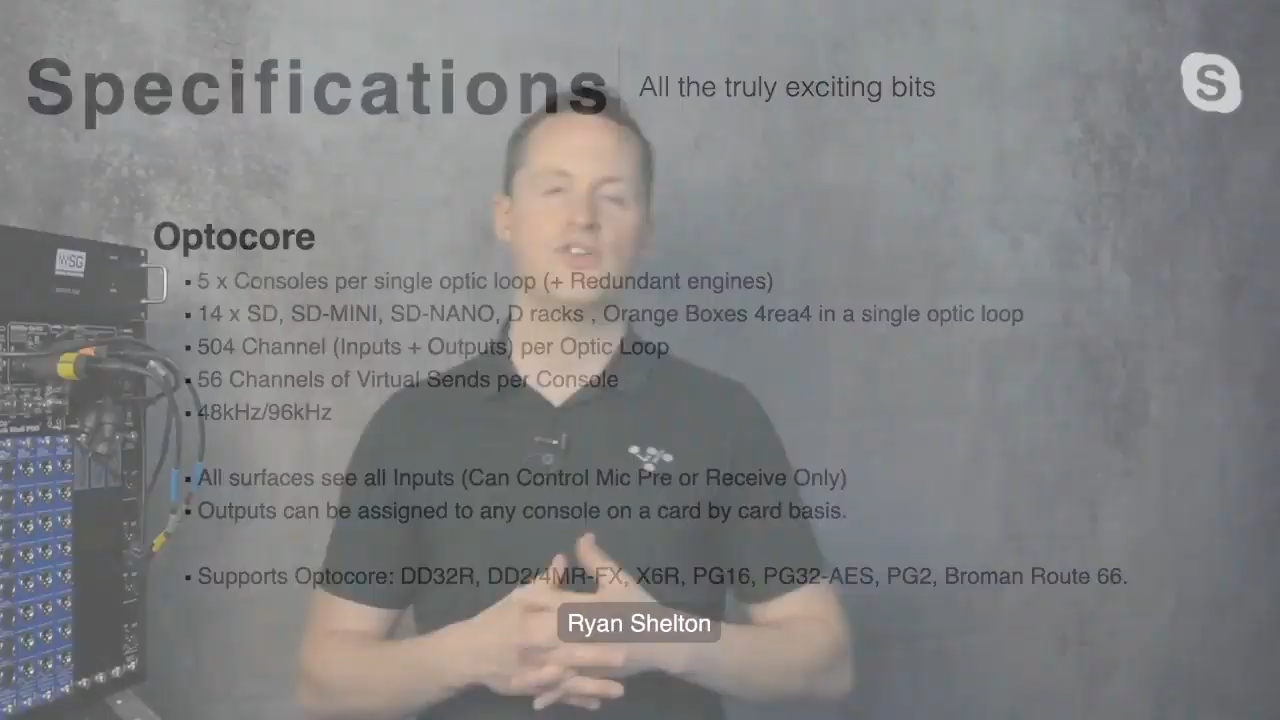 Specifications
All the truly exciting bits
S
Optocore
WSG
▪ 5 x Consoles per single optic loop (+ Redundant engines)
▪ 14 x SD, SD-MINI, SD-NANO, D racks , Orange Boxes 4rea4 in a single optic loop
▪ 504 Channel (Inputs + Outputs) per Optic Loop
▪ 56 Channels of Virtual Sends per Console
▪ 48kHz/96kHz
▪ All surfaces see all Inputs (Can Control Mic Pre or Receive Only)
▪ Outputs can be assigned to any console on a card by card basis.
▪ Supports Optocore: DD32R, DD2/4MR-FX, X6R, PG16, PG32-AES, PG2, Broman Route 66.
Ryan Shelton